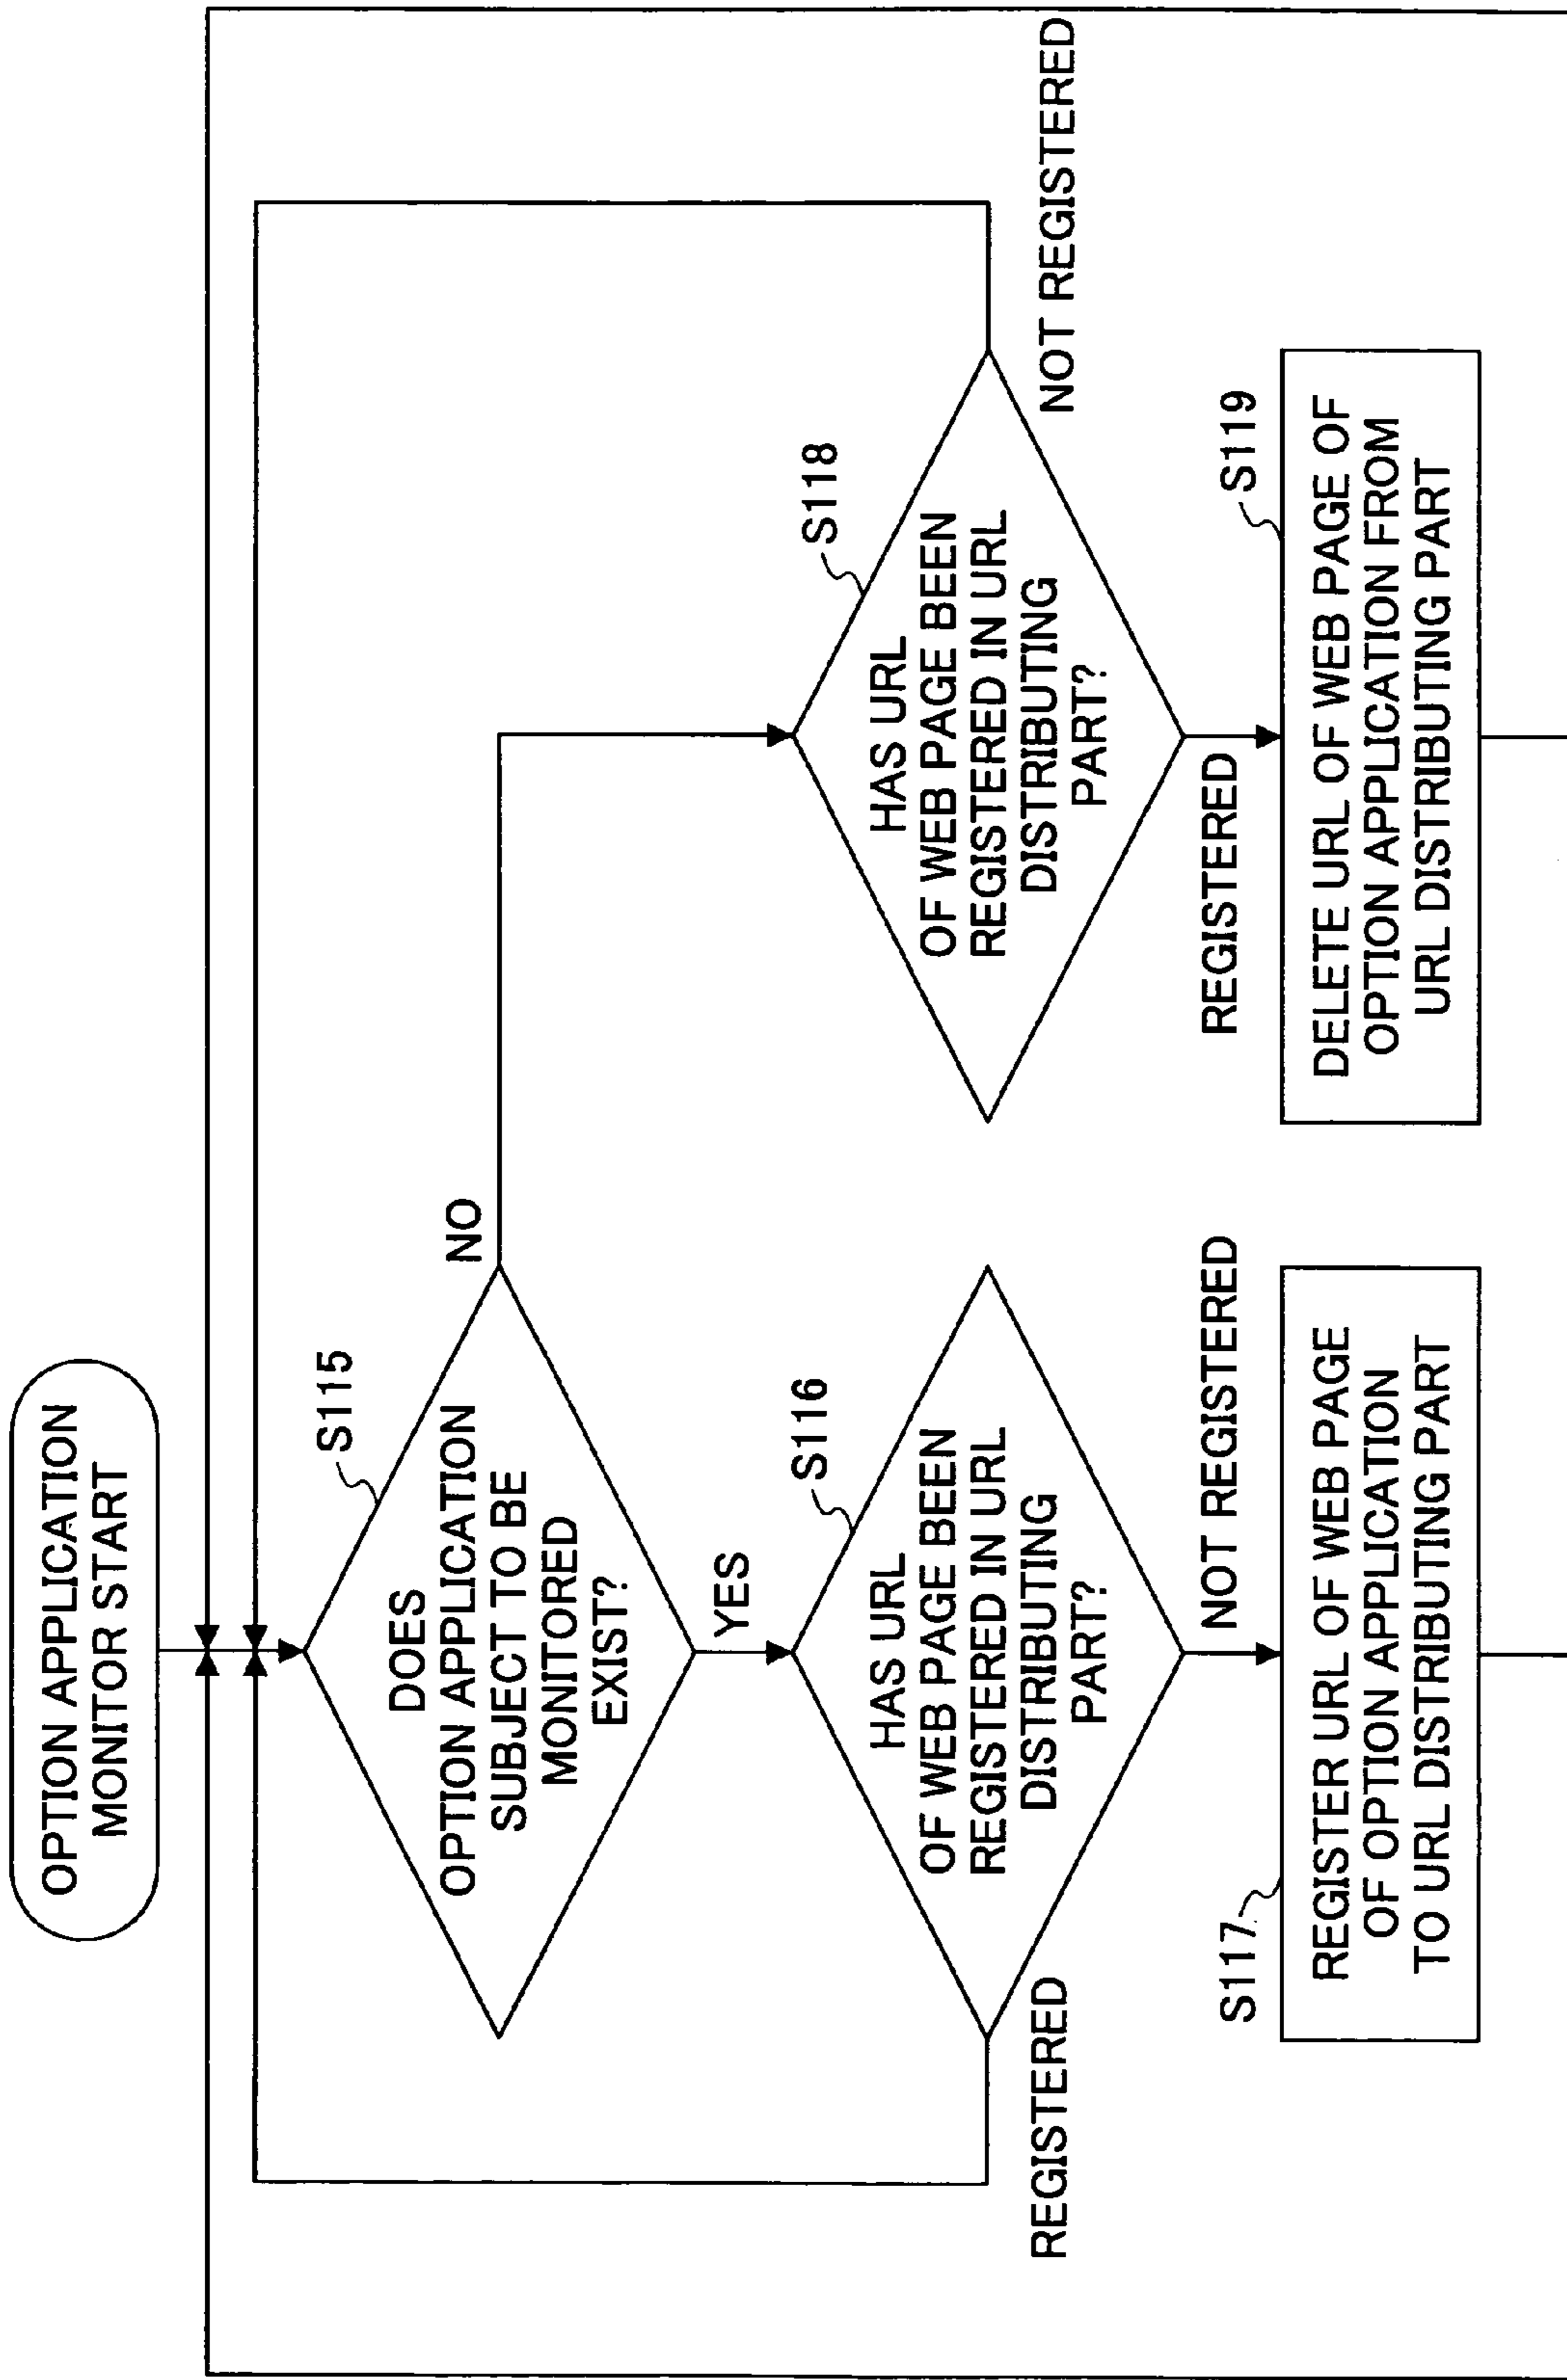 OPTION APPLICATION
MONITOR START
S115
DOES
OPTION APPLICATION
SUBJECT TO BE
MONITORED
EXIST?
NO
YES
S116
HAS URL
OF WEB PAGE BEEN
REGISTERED IN URL
DISTRIBUTING
PART?
REGISTERED
NOT REGISTERED
S117
REGISTER URL OF WEB PAGE
OF OPTION APPLICATION
TO URL DISTRIBUTING PART
S118
HAS URL
OF WEB PAGE BEEN
REGISTERED IN URL
DISTRIBUTING
PART?
NOT REGISTERED
REGISTERED
S119
DELETE URL OF WEB PAGE OF
OPTION APPLICATION FROM
URL DISTRIBUTING PART